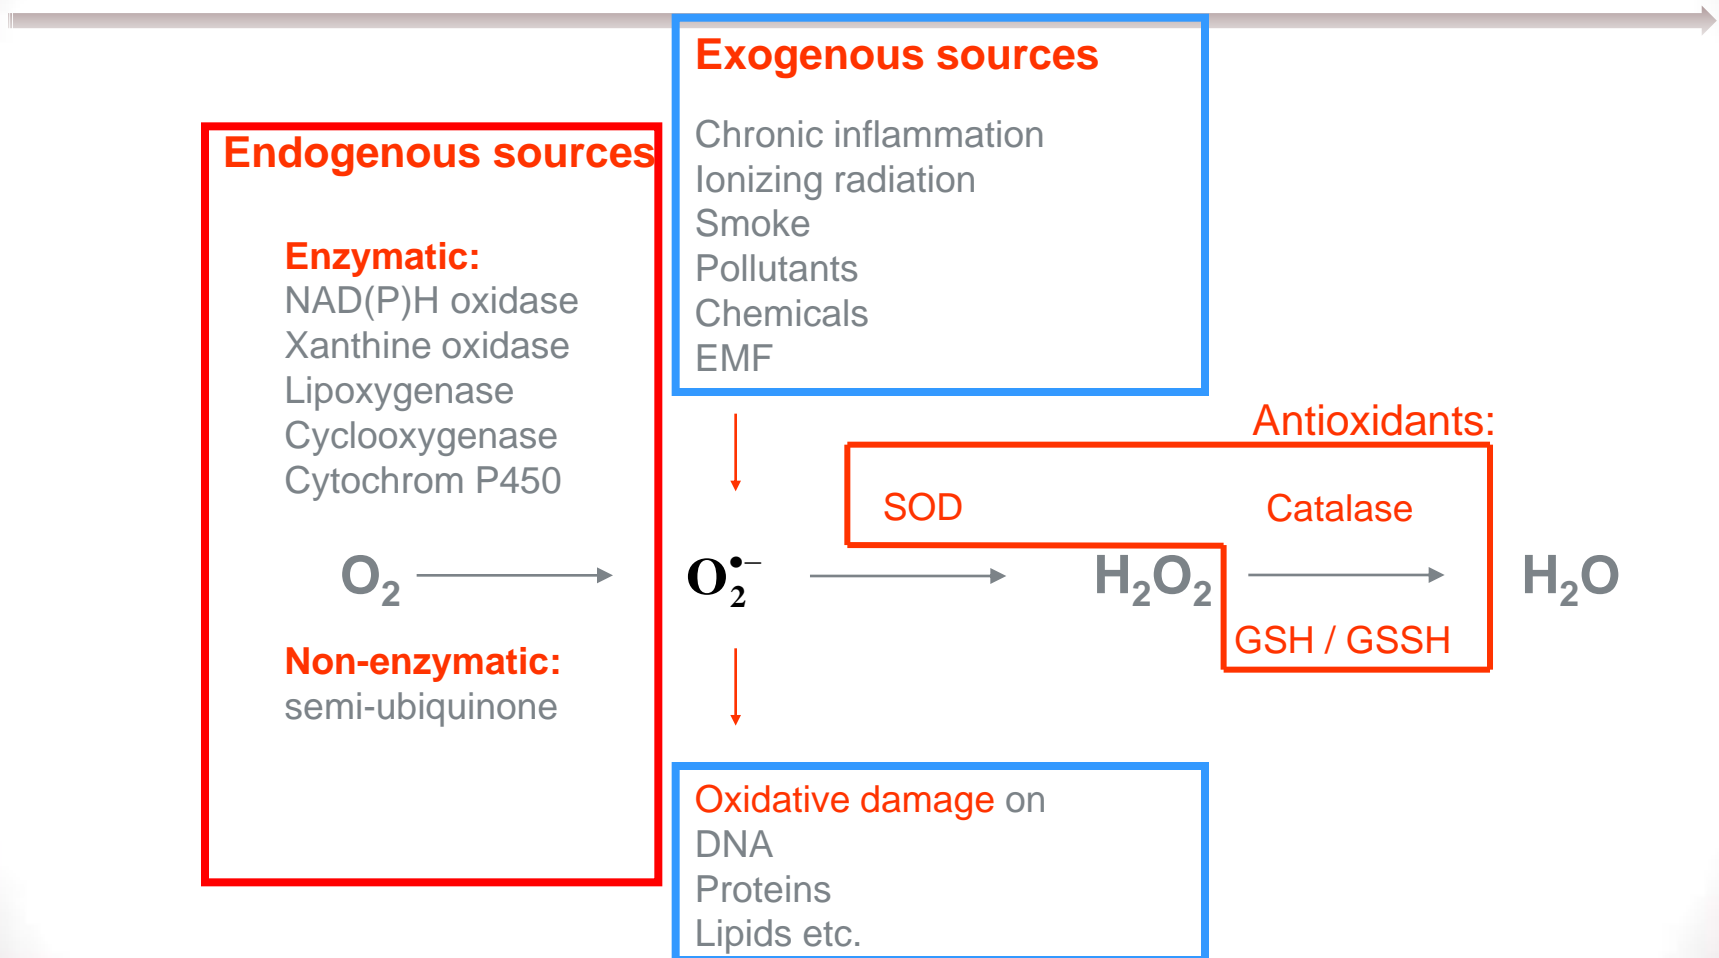 Exogenous sources
Chronic inflammation
Ionizing radiation
Smoke
Pollutants
Chemicals
EMF
Endogenous sources
Enzymatic:
NAD(P)H oxidase
Xanthine oxidase
Lipoxygenase
Cyclooxygenase
Cytochrom P450
Antioxidants:
SOD
Catalase
O₂
O₂•−
H₂O₂
H₂O
GSH / GSSH
Non-enzymatic:
semi-ubiquinone
Oxidative damage on
DNA
Proteins
Lipids etc.